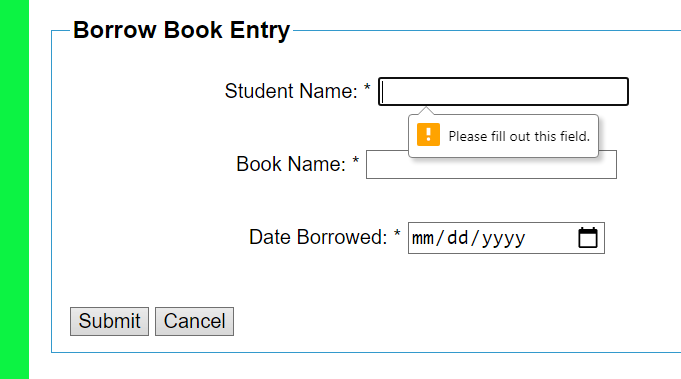 Borrow Book Entry
Student Name: *
! Please fill out this field.
Book Name: *
Date Borrowed: * mm/dd/yyyy
Submit Cancel